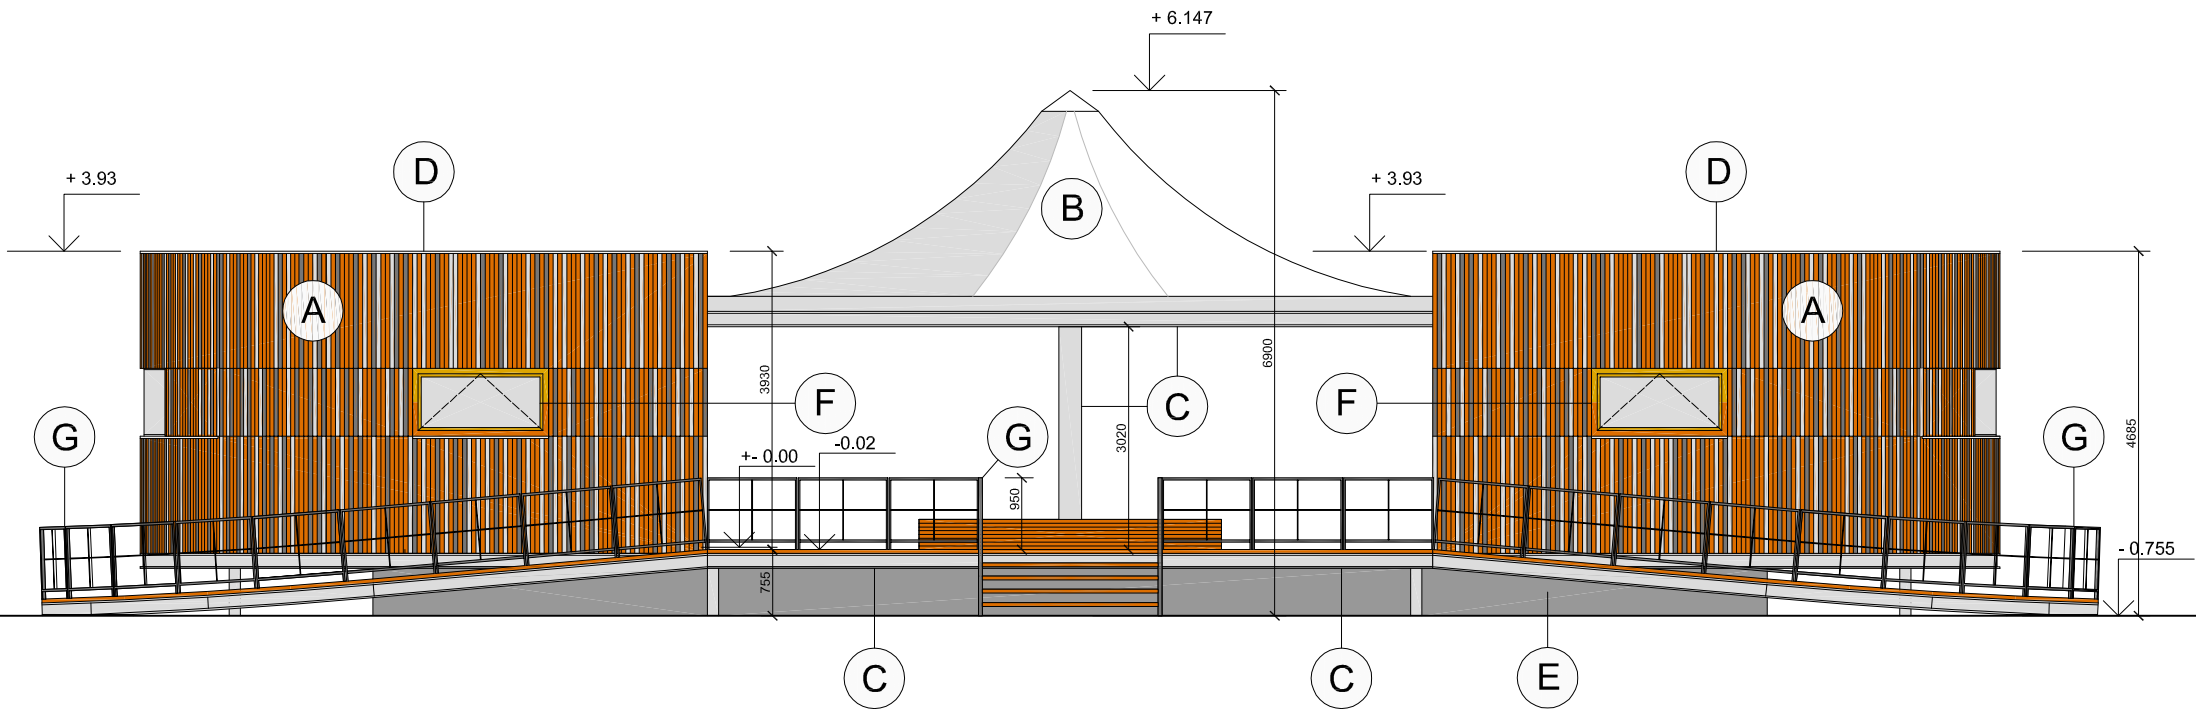 + 6.147
D
D
+ 3.93
+ 3.93
B
A
A
6900
3930
F
C
F
3020
4685
G
G
G
+- 0.00
-0.02
950
- 0.755
755
C
C
E